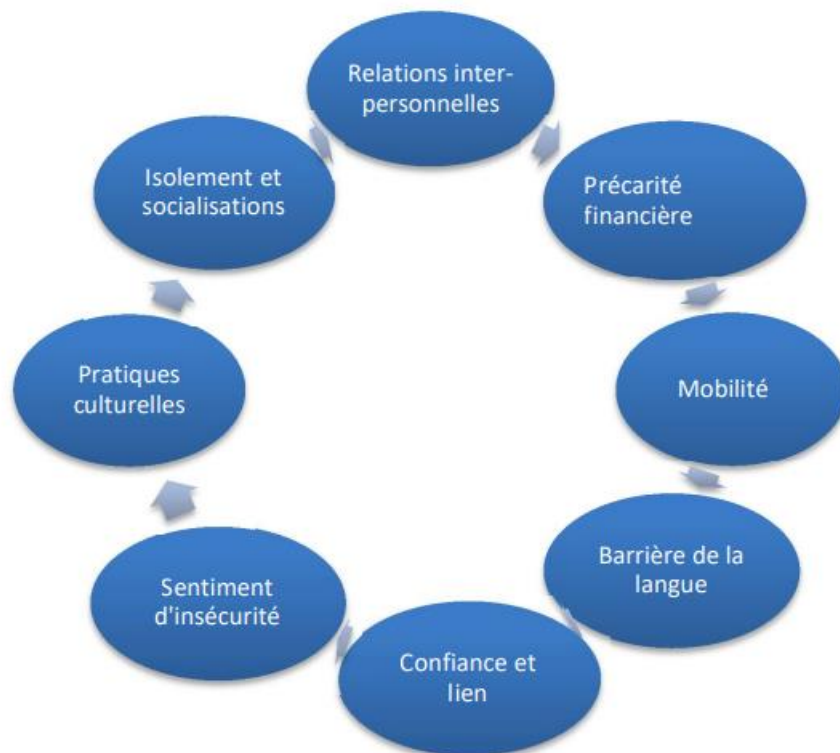 Relations inter-
personnelles
Précarité
financière
Mobilité
Barrière de la
langue
Confiance et
lien
Sentiment
d'insécurité
Pratiques
culturelles
Isolement et
socialisations